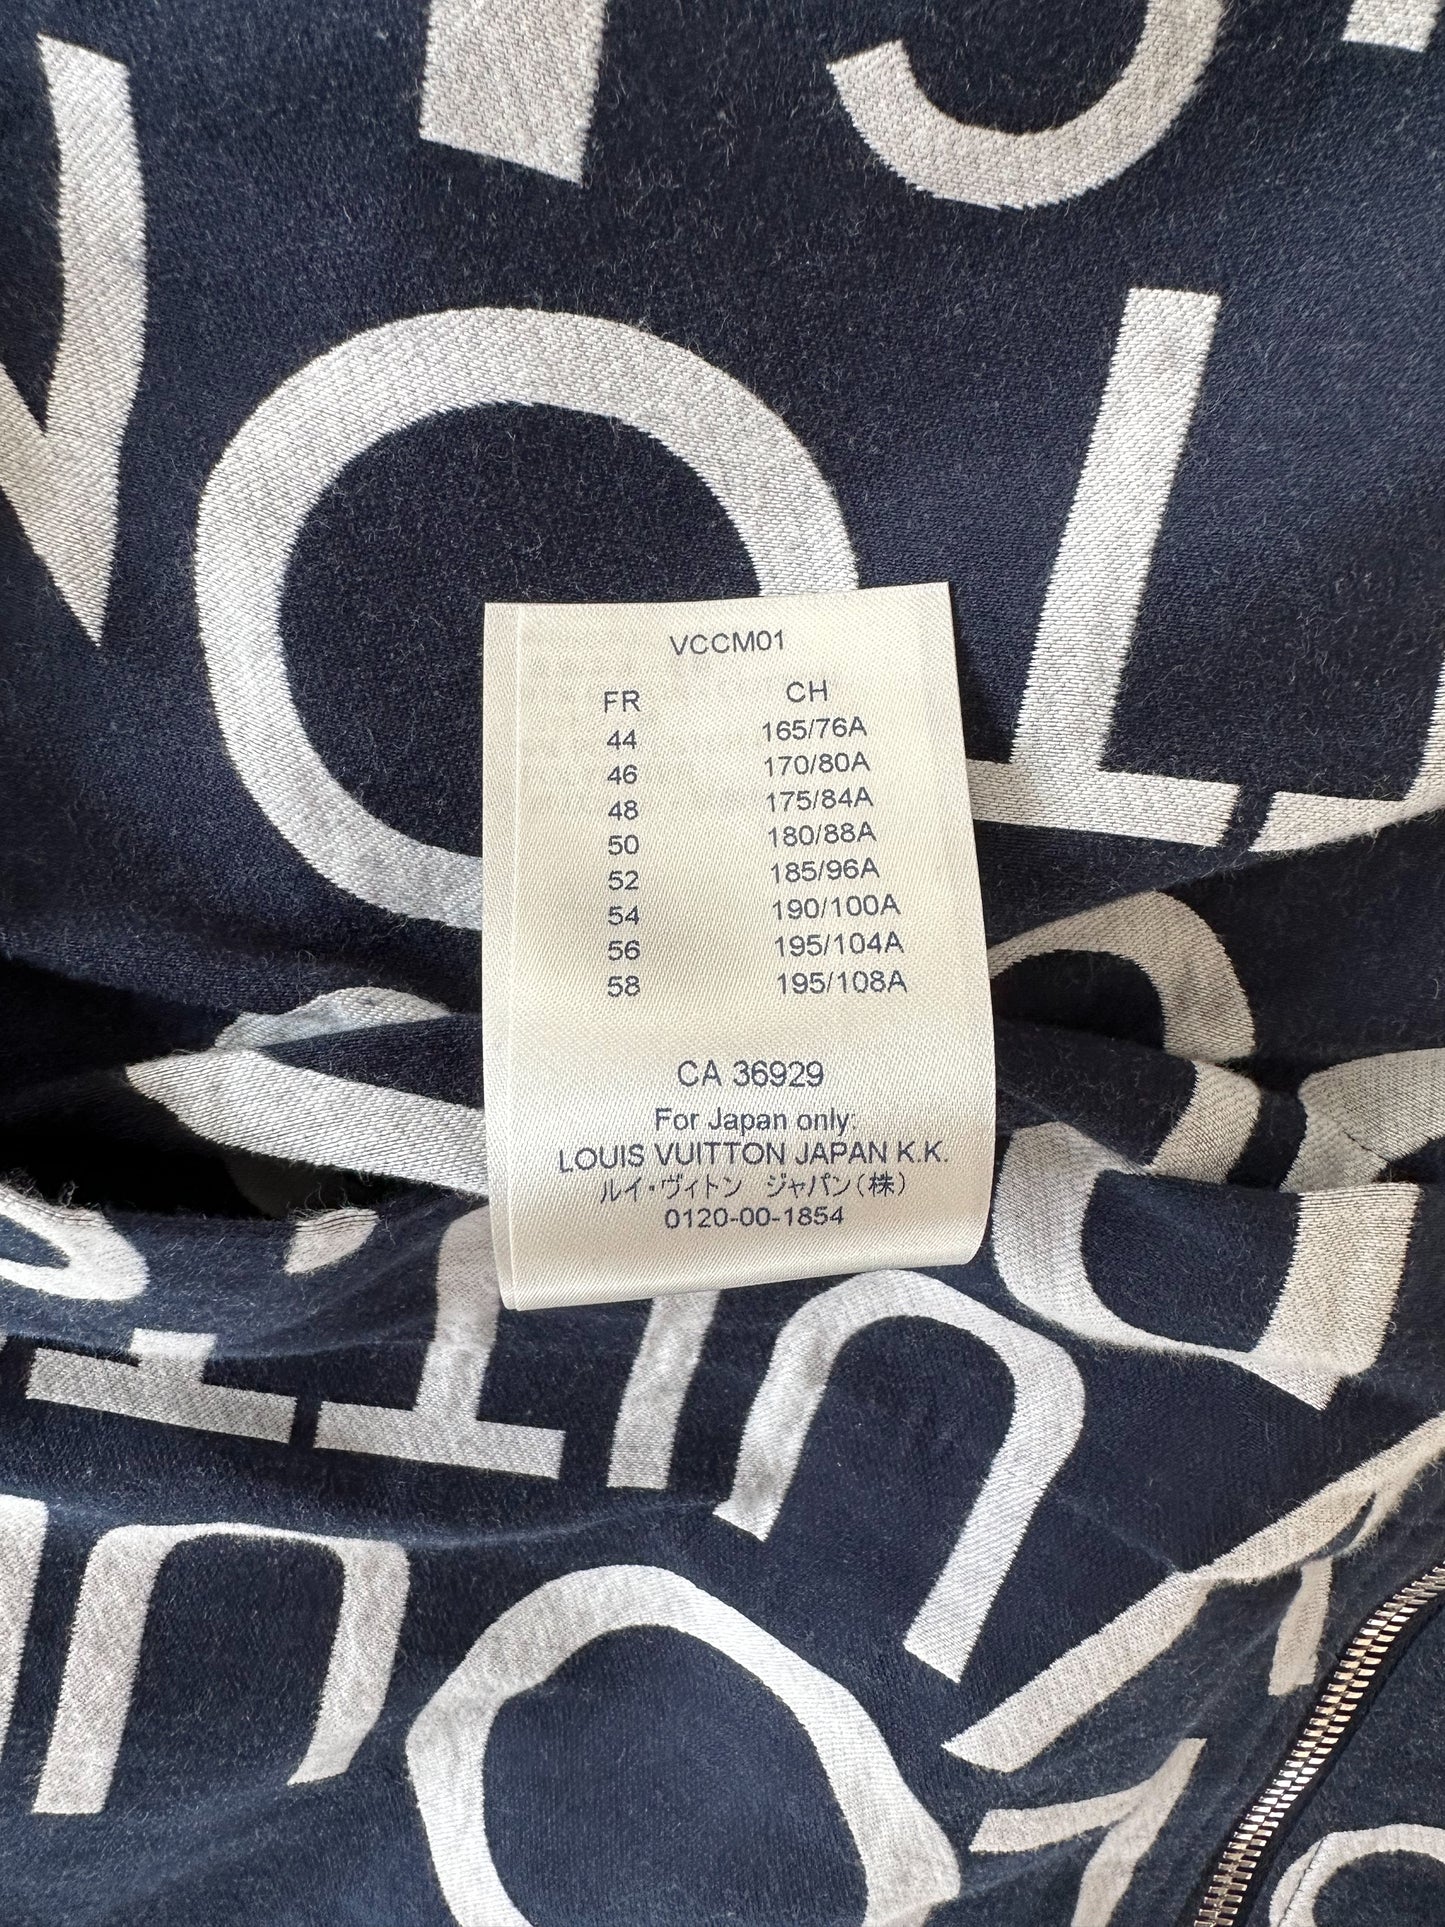 VCCM01
FR CH
44 165/76A
46 170/80A
48 175/84A
50 180/88A
52 185/96A
54 190/100A
56 195/104A
58 195/108A
CA 36929
For Japan only:
LOUIS VUITTON JAPAN K.K.
ルイ・ヴィトン ジャパン(株)
0120-00-1854